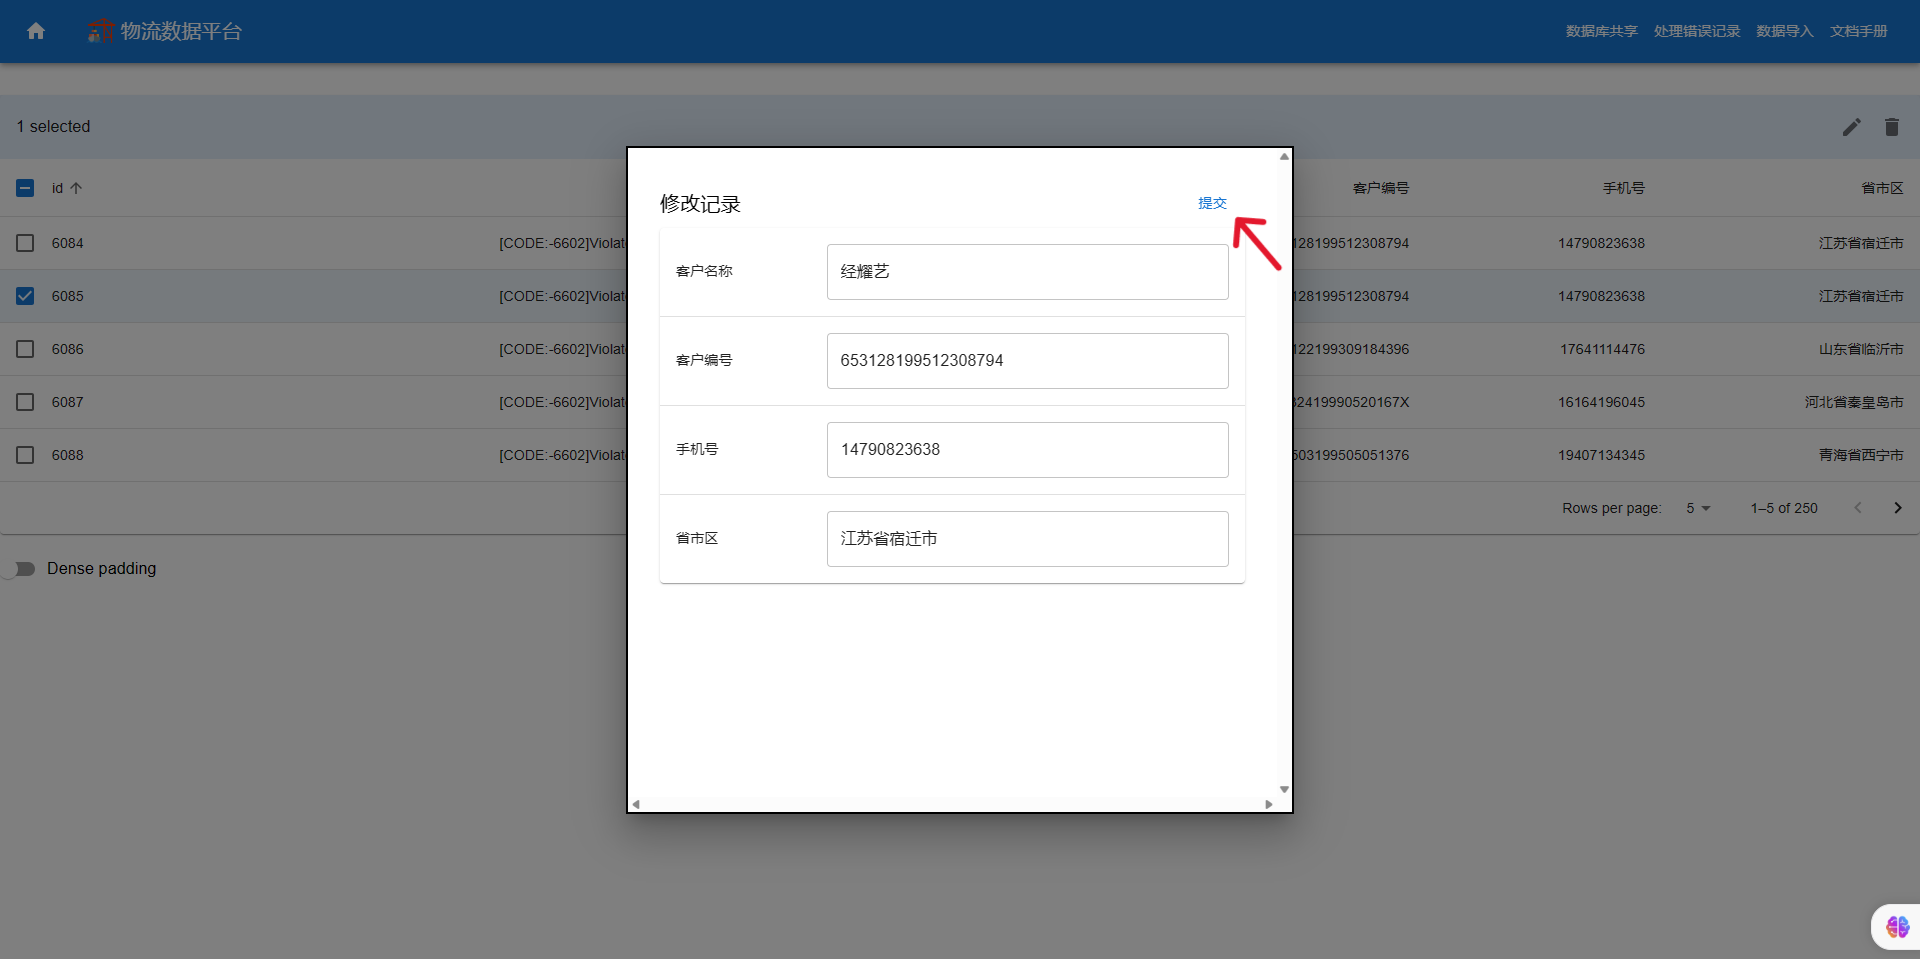 物流数据平台
数据库共享 处理错误记录 数据导入 文档手册
1 selected
id 客户编号 手机号 省市区
6084 [CODE:-6602]Violat 128199512308794 14790823638 江苏省宿迁市
6085 [CODE:-6602]Violat 128199512308794 14790823638 江苏省宿迁市
6086 [CODE:-6602]Violat 122199309184396 17641114476 山东省临沂市
6087 [CODE:-6602]Violat 32419990520167X 16164196045 河北省秦皇岛市
6088 [CODE:-6602]Violat 503199505051376 19407134345 青海省西宁市
Rows per page: 5 1–5 of 250
Dense padding
修改记录 提交
客户名称 经耀艺
客户编号 653128199512308794
手机号 14790823638
省市区 江苏省宿迁市